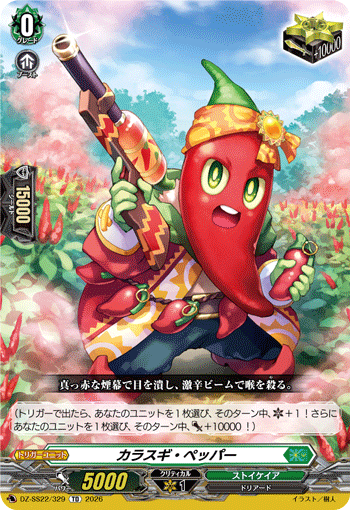 0
グレード
+10000
ブースト
15000
シールド
真っ赤な煙幕で目を潰し、激辛ビームで喉を殺る。
(トリガーで出たら、あなたのユニットを1枚選び、そのターン中、+1!さらに
あなたのユニットを1枚選び、そのターン中、+10000!)
トリガーユニット
カラスギ・ペッパー
パワー
5000
クリティカル
1
ストイケイア
ドリアード
DZ-SS22/329 TD 2026
イラスト/樹人